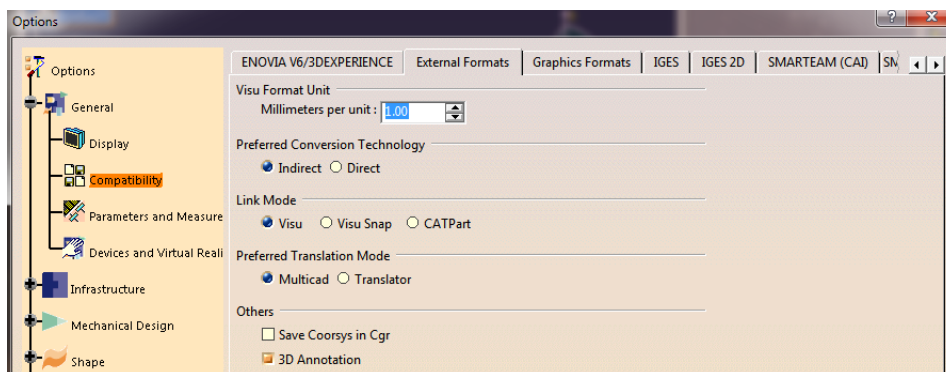 Options
Options
General
Display
Compatibility
Parameters and Measure
Devices and Virtual Reali
Infrastructure
Mechanical Design
Shape
ENOVIA V6/3DEXPERIENCE External Formats Graphics Formats IGES IGES 2D SMARTEAM (CAI) SM
Visu Format Unit
Millimeters per unit : 1.00
Preferred Conversion Technology
Indirect Direct
Link Mode
Visu Visu Snap CATPart
Preferred Translation Mode
Multicad Translator
Others
Save Coorsys in Cgr
3D Annotation